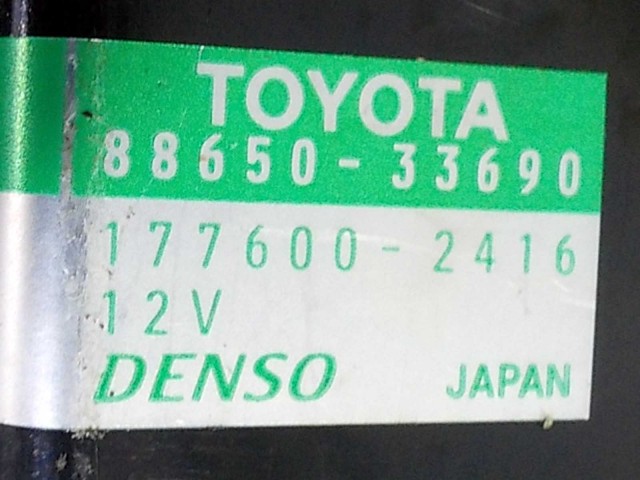 TOYOTA
88650-33690
177600-2416
12V
DENSO JAPAN